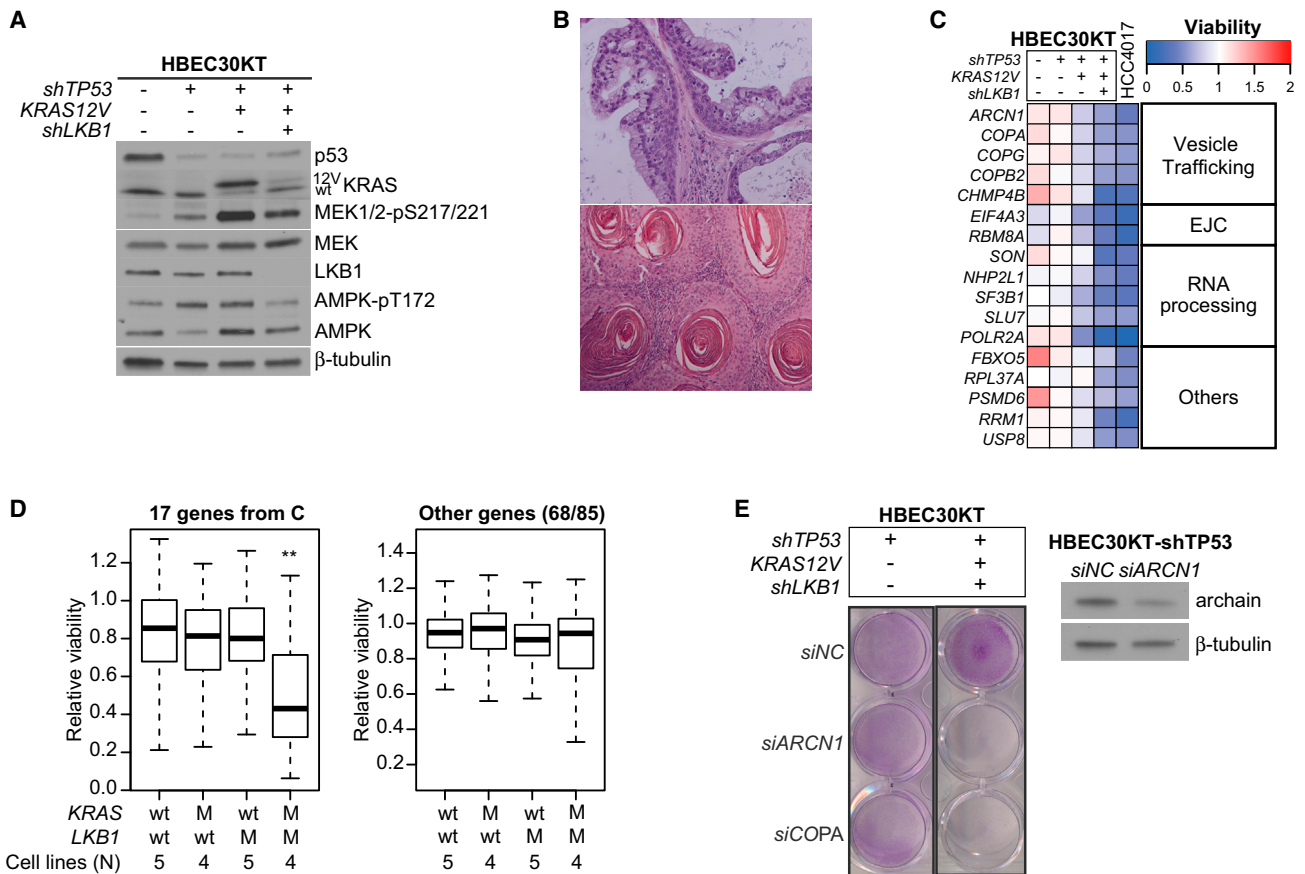 A
HBEC30KT
shTP53 - + + +
KRAS12V - - + +
shLKB1 - - - +
p53
12V
wt KRAS
MEK1/2-pS217/221
MEK
LKB1
AMPK-pT172
AMPK
β-tubulin
B
C
Viability
HBEC30KT
HCC4017
0 0.5 1 1.5 2
shTP53 - + + +
KRAS12V - - + +
shLKB1 - - - +
ARCN1
COPA
COPG
COPB2
CHMP4B
EIF4A3
RBM8A
SON
NHP2L1
SF3B1
SLU7
POLR2A
FBXO5
RPL37A
PSMD6
RRM1
USP8
Vesicle
Trafficking
EJC
RNA
processing
Others
D
17 genes from C
Relative viability
1.2
1.0
0.8
0.6
0.4
0.2
0.0
**
Other genes (68/85)
Relative viability
1.4
1.2
1.0
0.8
0.6
0.4
0.2
KRAS wt M wt M wt M wt M
LKB1 wt wt M M wt wt M M
Cell lines (N) 5 4 5 4 5 4 5 4
E
HBEC30KT
shTP53 + +
KRAS12V - +
shLKB1 - +
siNC
siARCN1
siCOPA
HBEC30KT-shTP53
siNC siARCN1
archain
β-tubulin